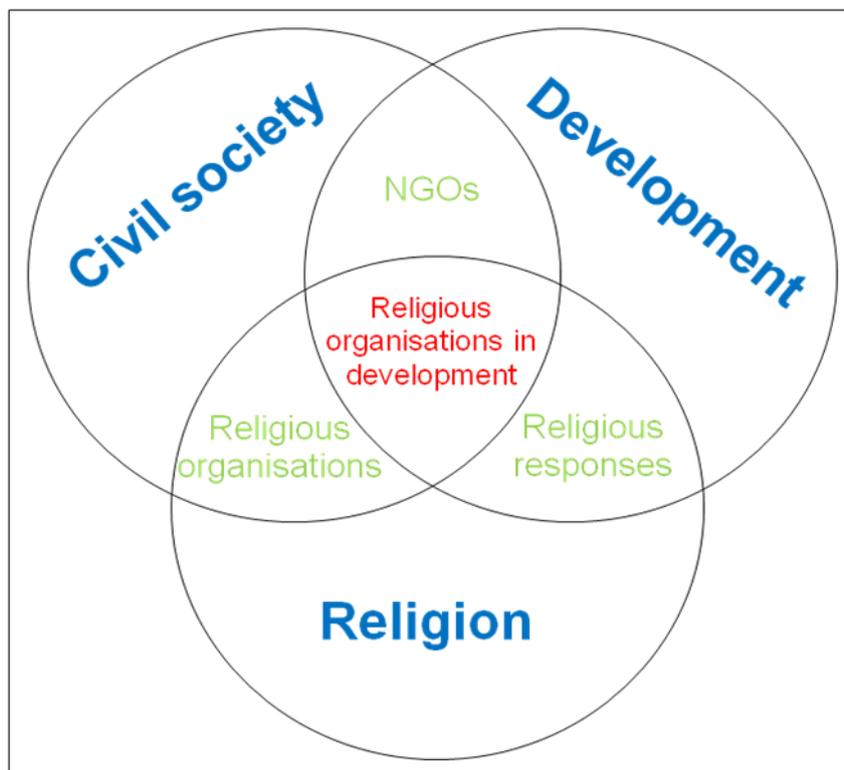 Civil society
Development
NGOs
Religious
organisations in
development
Religious
organisations
Religious
responses
Religion